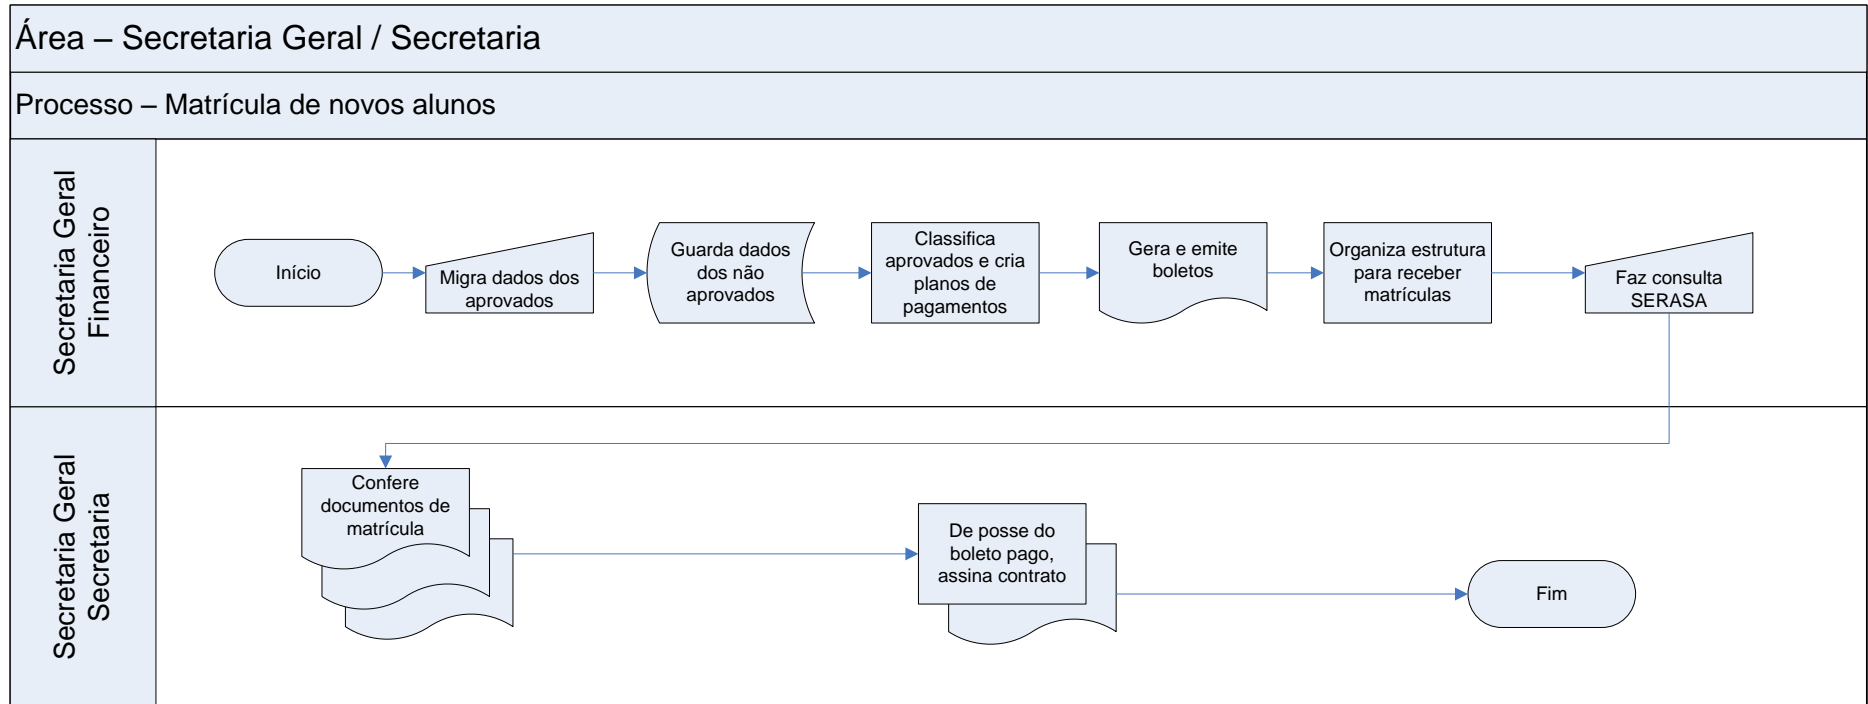 Área – Secretaria Geral / Secretaria
Processo – Matrícula de novos alunos
Secretaria Geral
Financeiro
Início
Migra dados dos
aprovados
Guarda dados
dos não
aprovados
Classifica
aprovados e cria
planos de
pagamentos
Gera e emite
boletos
Organiza estrutura
para receber
matrículas
Faz consulta
SERASA
Secretaria Geral
Secretaria
Confere
documentos de
matrícula
De posse do
boleto pago,
assina contrato
Fim